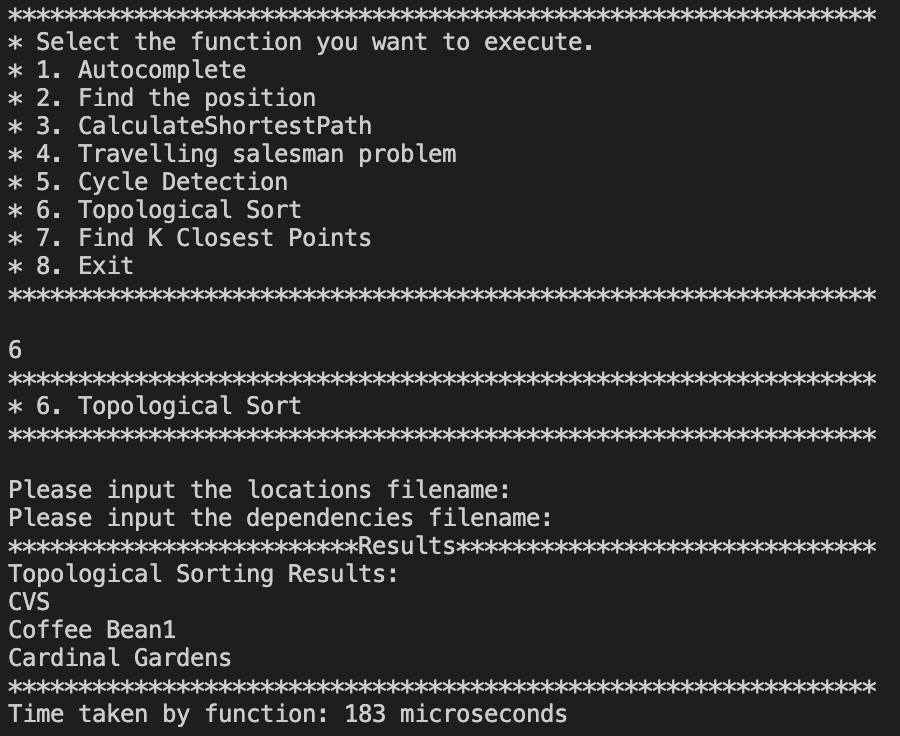 **************************************************************
* Select the function you want to execute.
* 1. Autocomplete
* 2. Find the position
* 3. CalculateShortestPath
* 4. Travelling salesman problem
* 5. Cycle Detection
* 6. Topological Sort
* 7. Find K Closest Points
* 8. Exit
**************************************************************
6
**************************************************************
* 6. Topological Sort
**************************************************************
Please input the locations filename:
Please input the dependencies filename:
*************************Results******************************
Topological Sorting Results:
CVS
Coffee Bean1
Cardinal Gardens
**************************************************************
Time taken by function: 183 microseconds